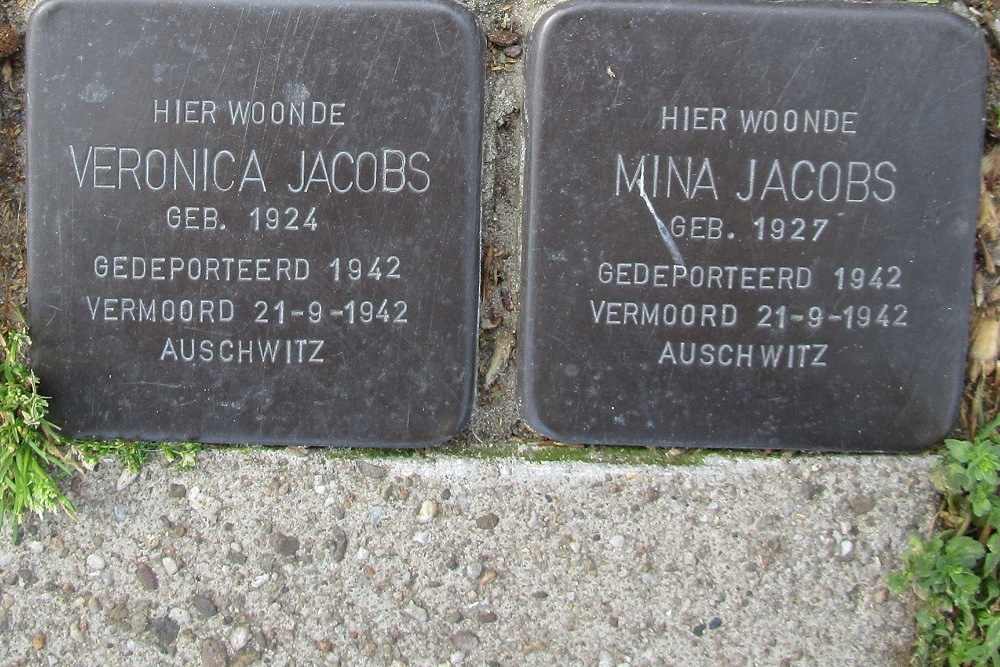 HIER WOONDE
VERONICA JACOBS
GEB. 1924
GEDEPORTEERD 1942
VERMOORD 21-9-1942
AUSCHWITZ
HIER WOONDE
MINA JACOBS
GEB. 1927
GEDEPORTEERD 1942
VERMOORD 21-9-1942
AUSCHWITZ